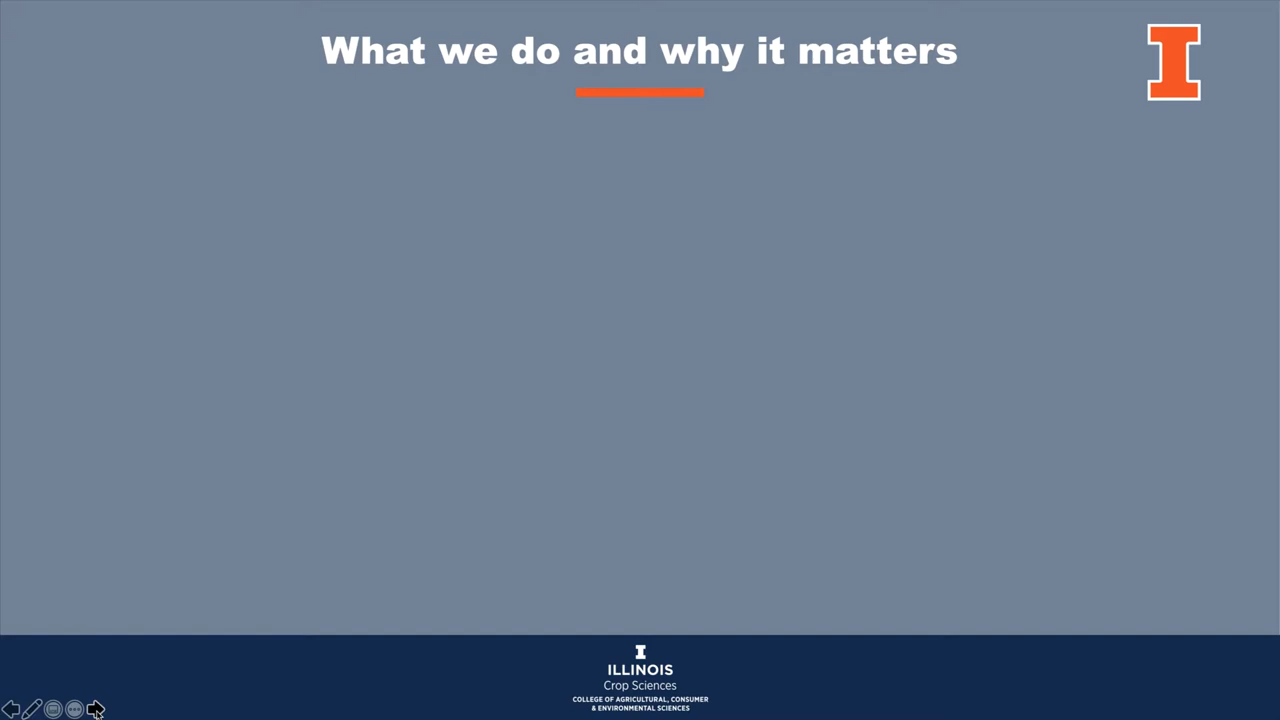 What we do and why it matters
I
I
ILLINOIS
Crop Sciences
COLLEGE OF AGRICULTURAL, CONSUMER
& ENVIRONMENTAL SCIENCES